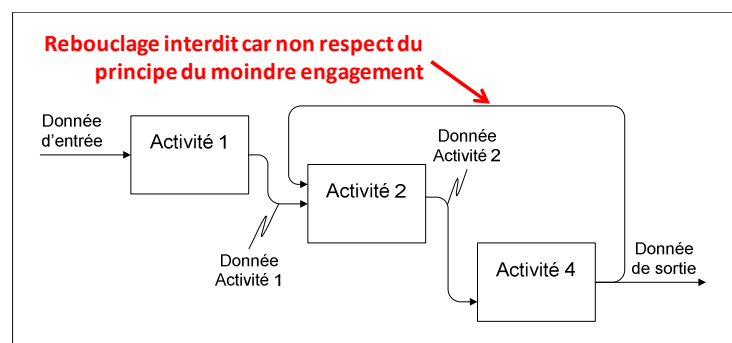 Rebouclage interdit car non respect du
principe du moindre engagement
Donnée
d'entrée
Activité 1
Donnée
Activité 2
Activité 2
Donnée
Activité 1
Activité 4
Donnée
de sortie